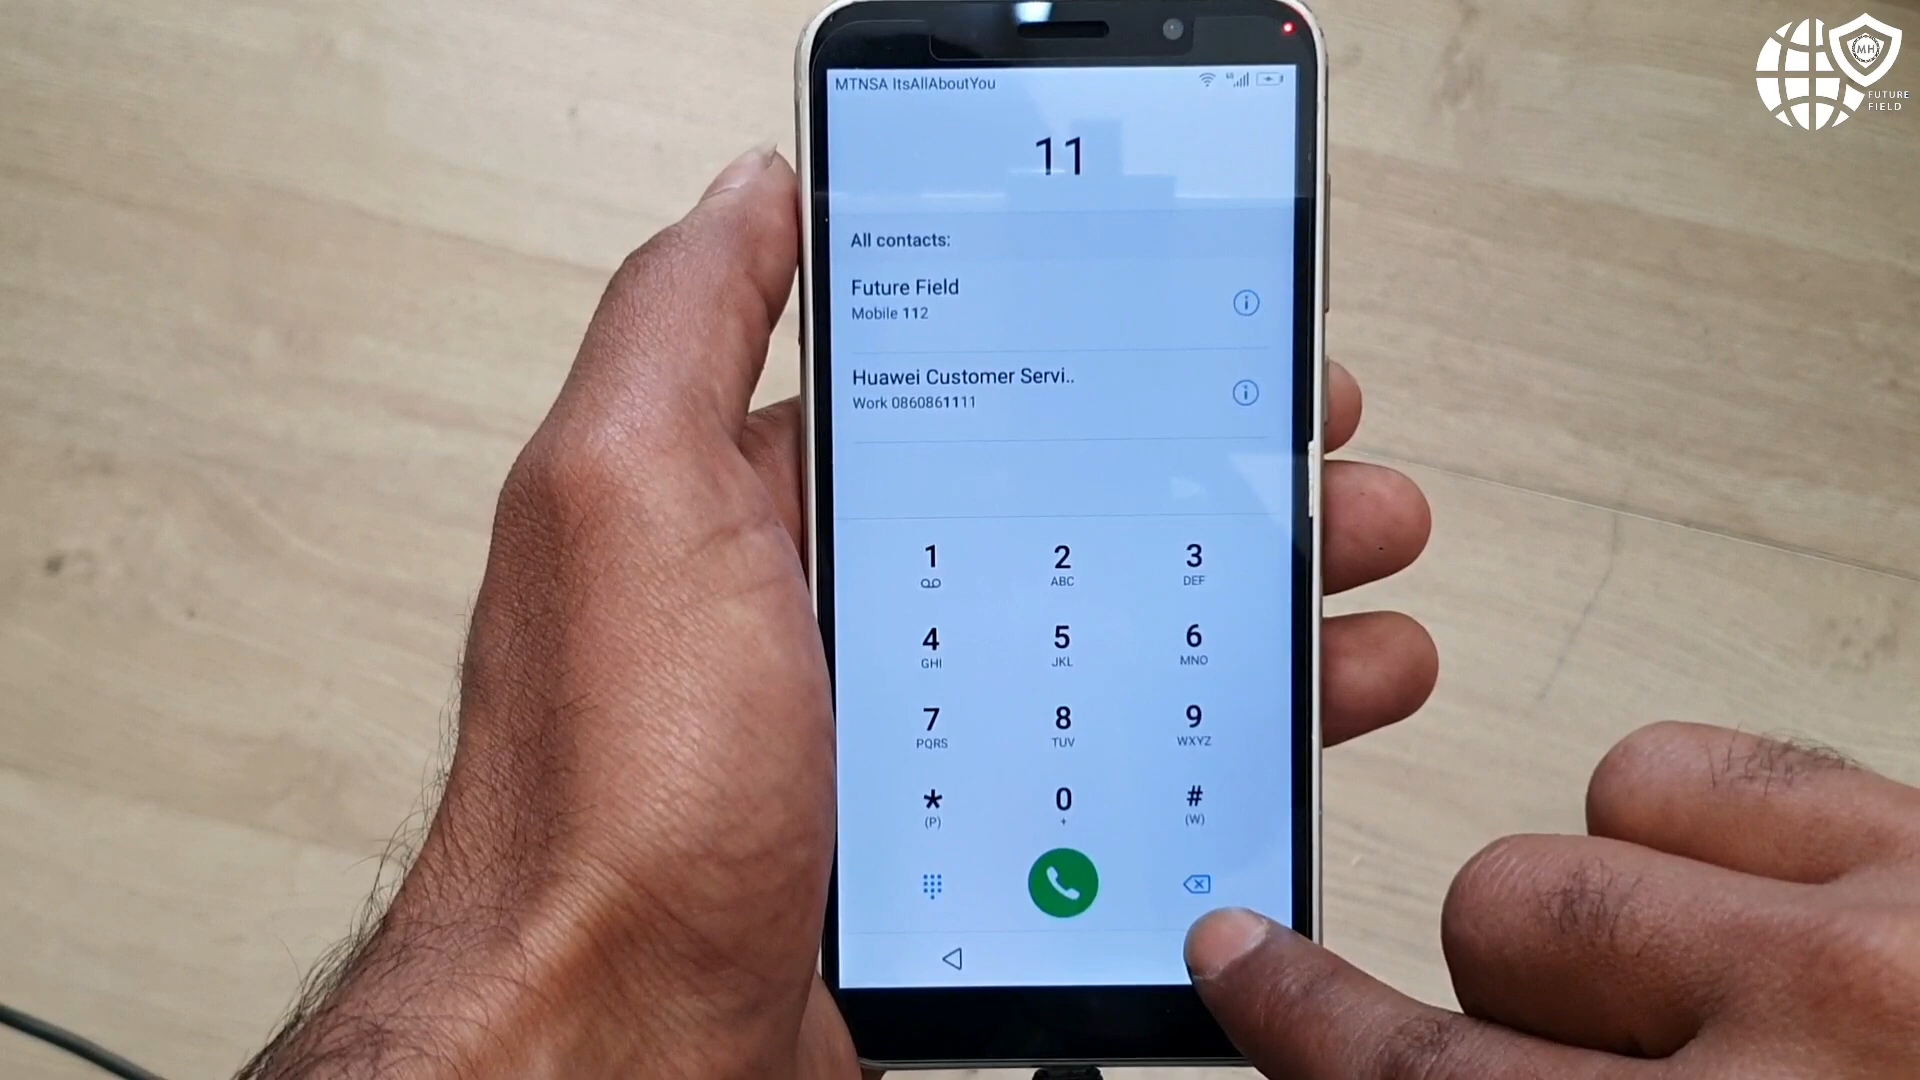 MTNSA ItsAllAboutYou
11
All contacts:
Future Field
Mobile 112
Huawei Customer Servi..
Work 0860861111
1
2
ABC
3
DEF
4
GHI
5
JKL
6
MNO
7
PQRS
8
TUV
9
WXYZ
*
(P)
0
+
#
(W)
MH
FUTURE
FIELD